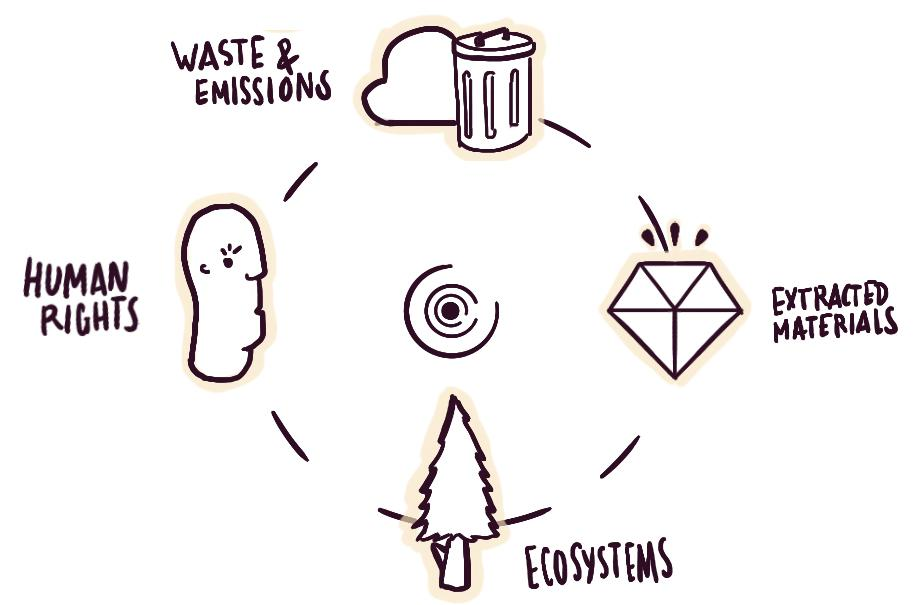 WASTE &
EMISSIONS
HUMAN
RIGHTS
EXTRACTED
MATERIALS
ECOSYSTEMS